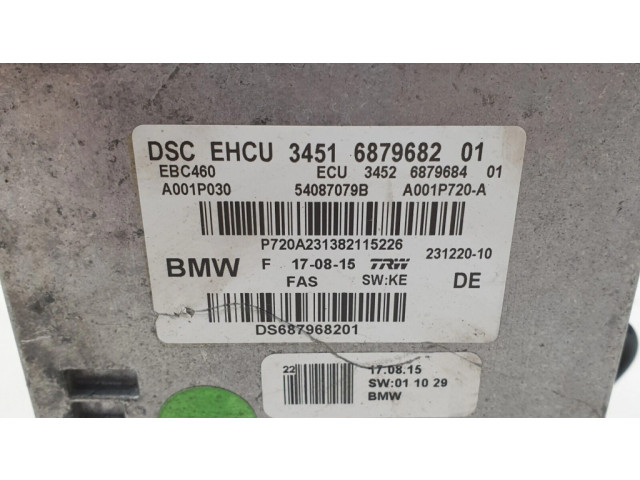 DSC EHCU 3451 6879682 01
EBC460 ECU 3452 6879684 01
A001P030 54087079B A001P720-A
P720A231382115226
BMW F 17-08-15 TRW 231220-10
FAS SW:KE DE
DS687968201
22 17.08.15
SW:01 10 29
BMW